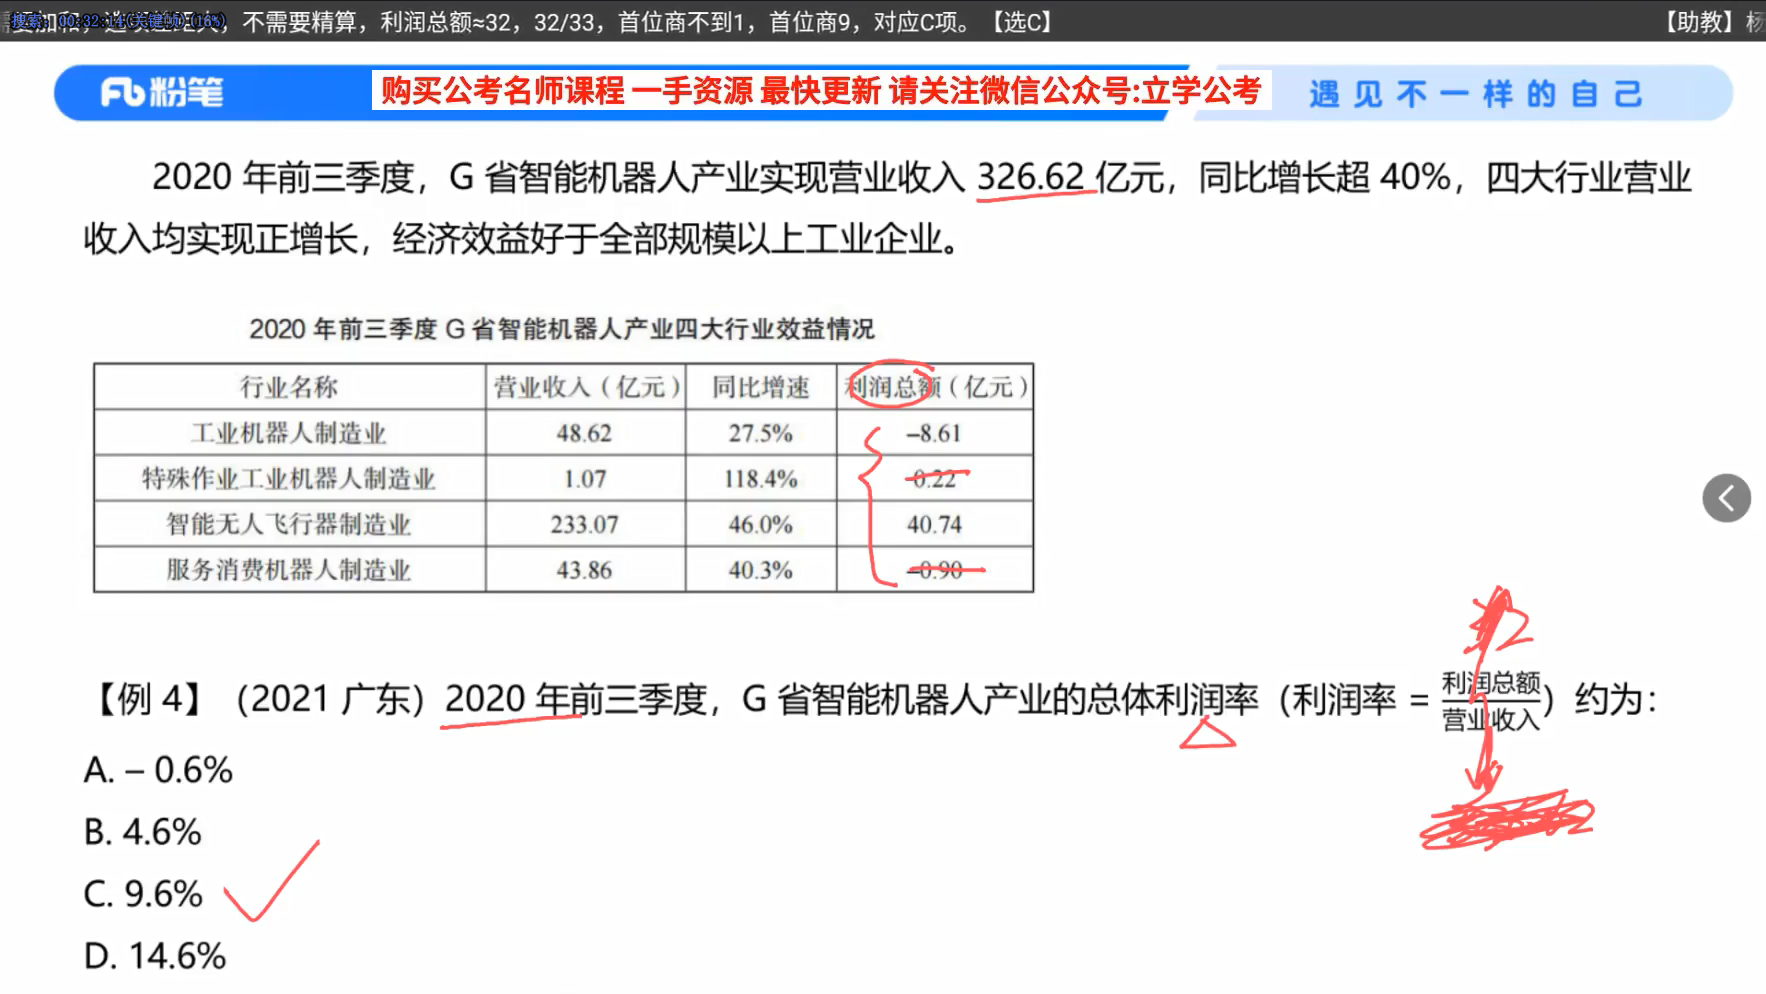 不需要精算，利润总额≈32，32/33，首位商不到1，首位商9，对应C项。【选C】 【助教】
粉笔 购买公考名师课程 一手资源 最快更新 请关注微信公众号:立学公考 遇见不一样的自己
2020 年前三季度，G 省智能机器人产业实现营业收入 326.62 亿元，同比增长超 40%，四大行业营业
收入均实现正增长，经济效益好于全部规模以上工业企业。
2020 年前三季度 G 省智能机器人产业四大行业效益情况
行业名称 营业收入（亿元） 同比增速 利润总额（亿元）
工业机器人制造业 48.62 27.5% –8.61
特殊作业工业机器人制造业 1.07 118.4% 0.22
智能无人飞行器制造业 233.07 46.0% 40.74
服务消费机器人制造业 43.86 40.3% –0.90
【例 4】（2021 广东）2020 年前三季度，G 省智能机器人产业的总体利润率（利润率 = 利润总额/营业收入）约为：
A. – 0.6%
B. 4.6%
C. 9.6%
D. 14.6%